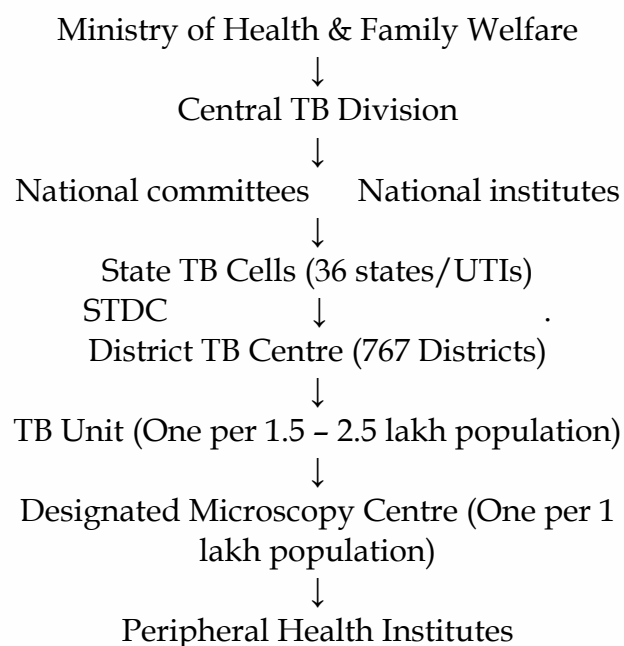 Ministry of Health & Family Welfare
↓
Central TB Division
↓
National committees National institutes
↓
State TB Cells (36 states/UTIs)
STDC ↓ .
District TB Centre (767 Districts)
↓
TB Unit (One per 1.5 – 2.5 lakh population)
↓
Designated Microscopy Centre (One per 1
lakh population)
↓
Peripheral Health Institutes